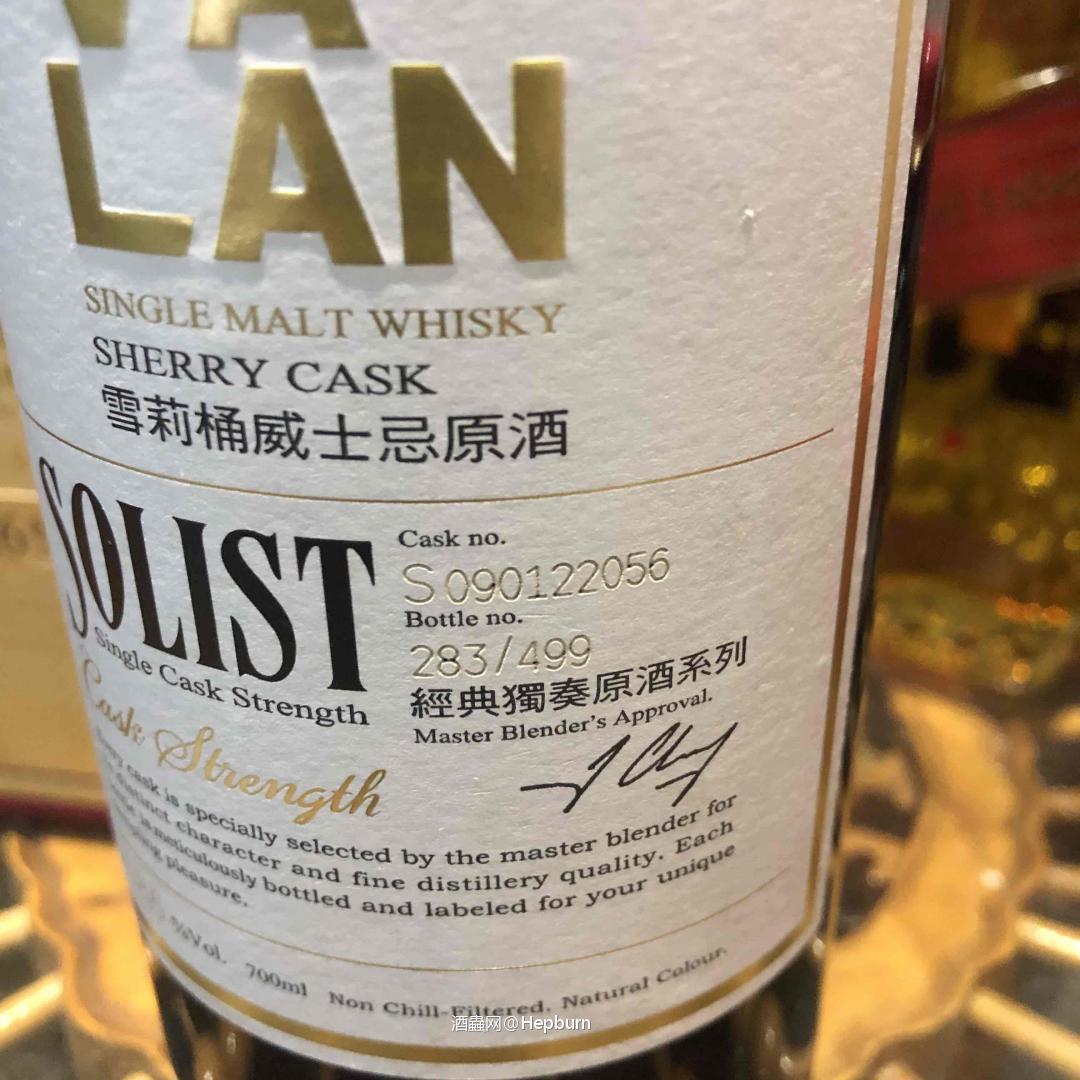 LAN
SINGLE MALT WHISKY
SHERRY CASK
雪莉桶威士忌原酒
SOLIST
Single Cask Strength
Cask Strength
Cask no.
S090122056
Bottle no.
283/499
經典獨奏原酒系列
Master Blender's Approval.
cask is specially selected by the master blender for
distinct character and fine distillery quality. Each
is meticulously bottled and labeled for your unique
pleasure.
%Vol. 700ml Non Chill-Filtered. Natural Colour.
酒蟲网@Hepburn